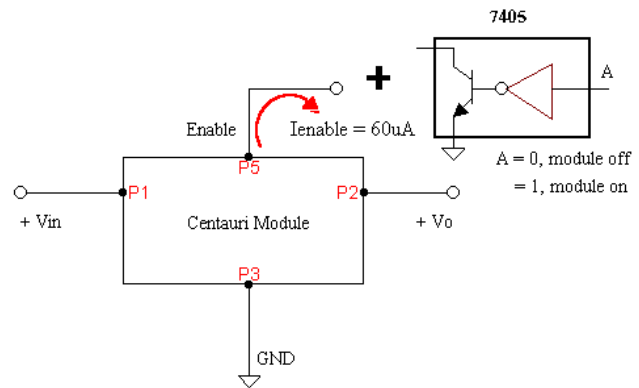 7405
+
A
Enable
Ienable = 60uA
A = 0, module off
= 1, module on
P5
P1
P2
Centauri Module
+ Vin
+ Vo
P3
GND